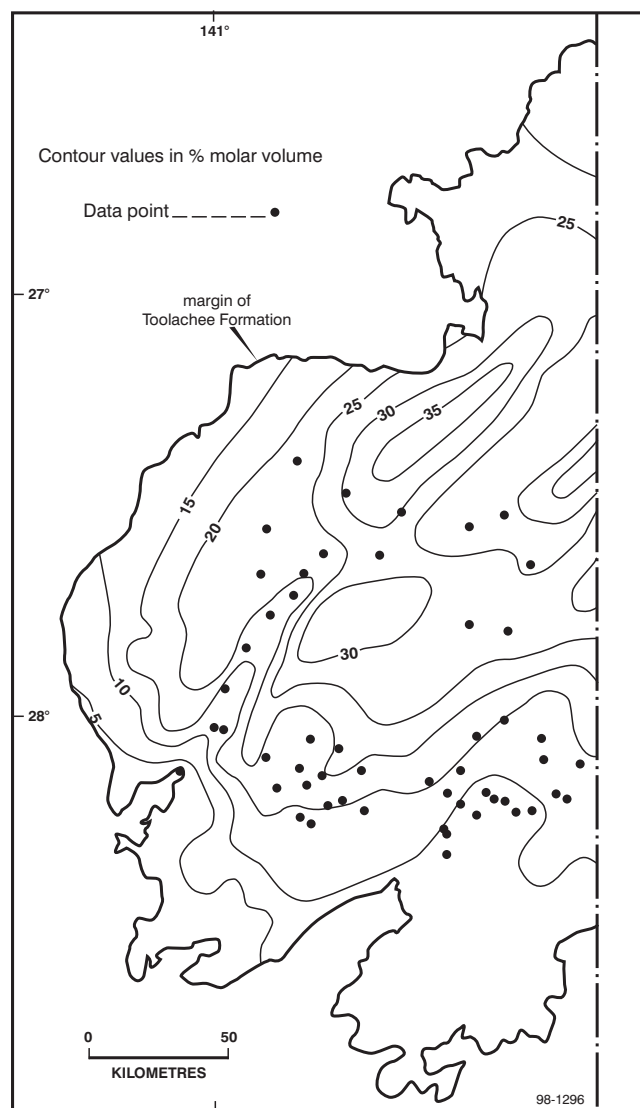 141°
Contour values in % molar volume
Data point
25
27°
margin of
Toolachee Formation
25
30
35
15
20
30
10
28°
5
0 50
KILOMETRES
98-1296